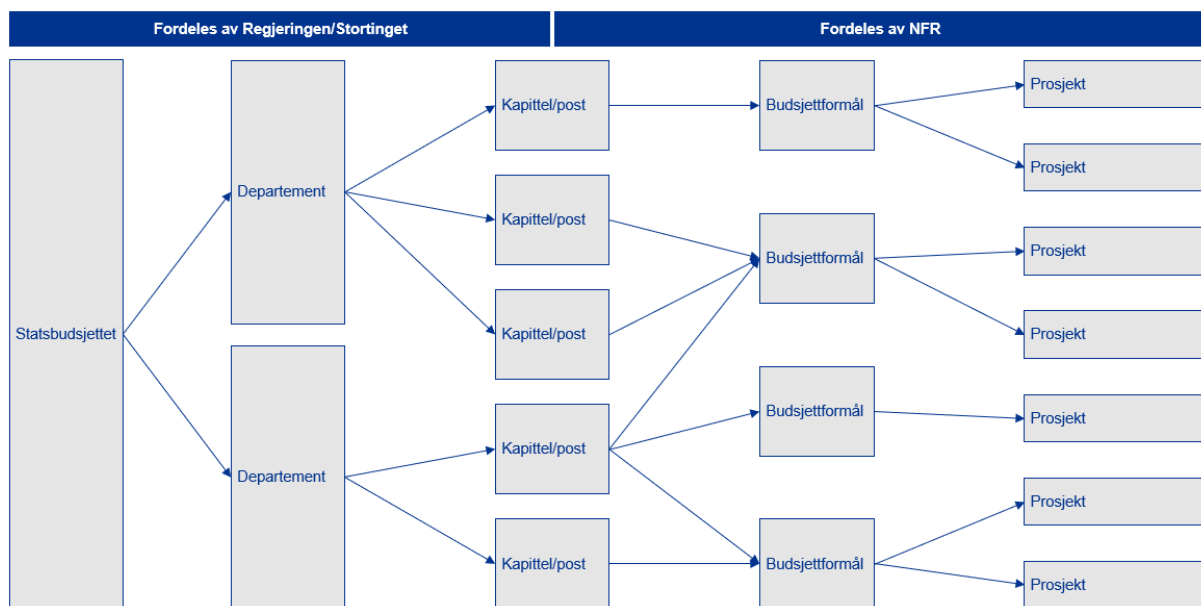 Fordeles av Regjeringen/Stortinget
Fordeles av NFR
Statsbudsjettet
Departement
Departement
Kapittel/post
Kapittel/post
Kapittel/post
Kapittel/post
Kapittel/post
Budsjettformål
Budsjettformål
Budsjettformål
Budsjettformål
Prosjekt
Prosjekt
Prosjekt
Prosjekt
Prosjekt
Prosjekt
Prosjekt